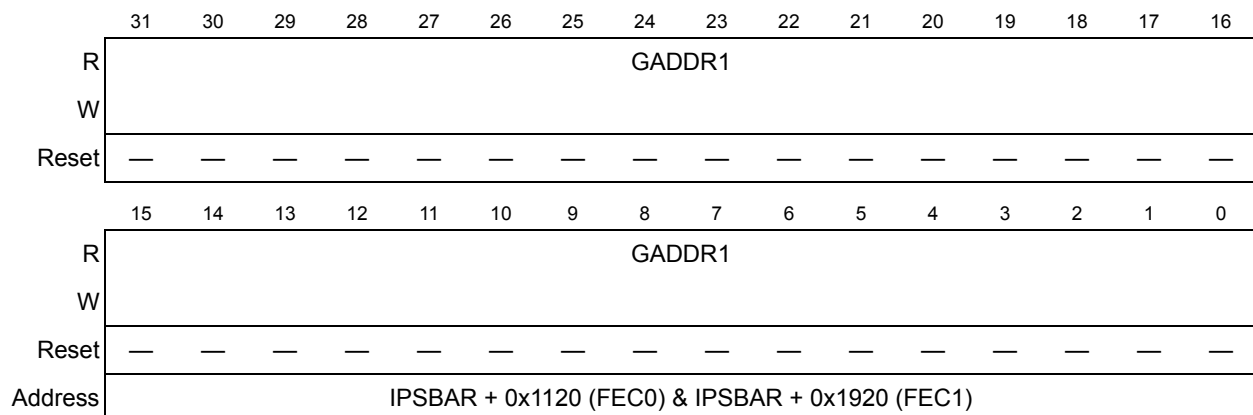 31 30 29 28 27 26 25 24 23 22 21 20 19 18 17 16
R GADDR1
W
Reset — — — — — — — — — — — — — — — —
15 14 13 12 11 10 9 8 7 6 5 4 3 2 1 0
R GADDR1
W
Reset — — — — — — — — — — — — — — — —
Address IPSBAR + 0x1120 (FEC0) & IPSBAR + 0x1920 (FEC1)